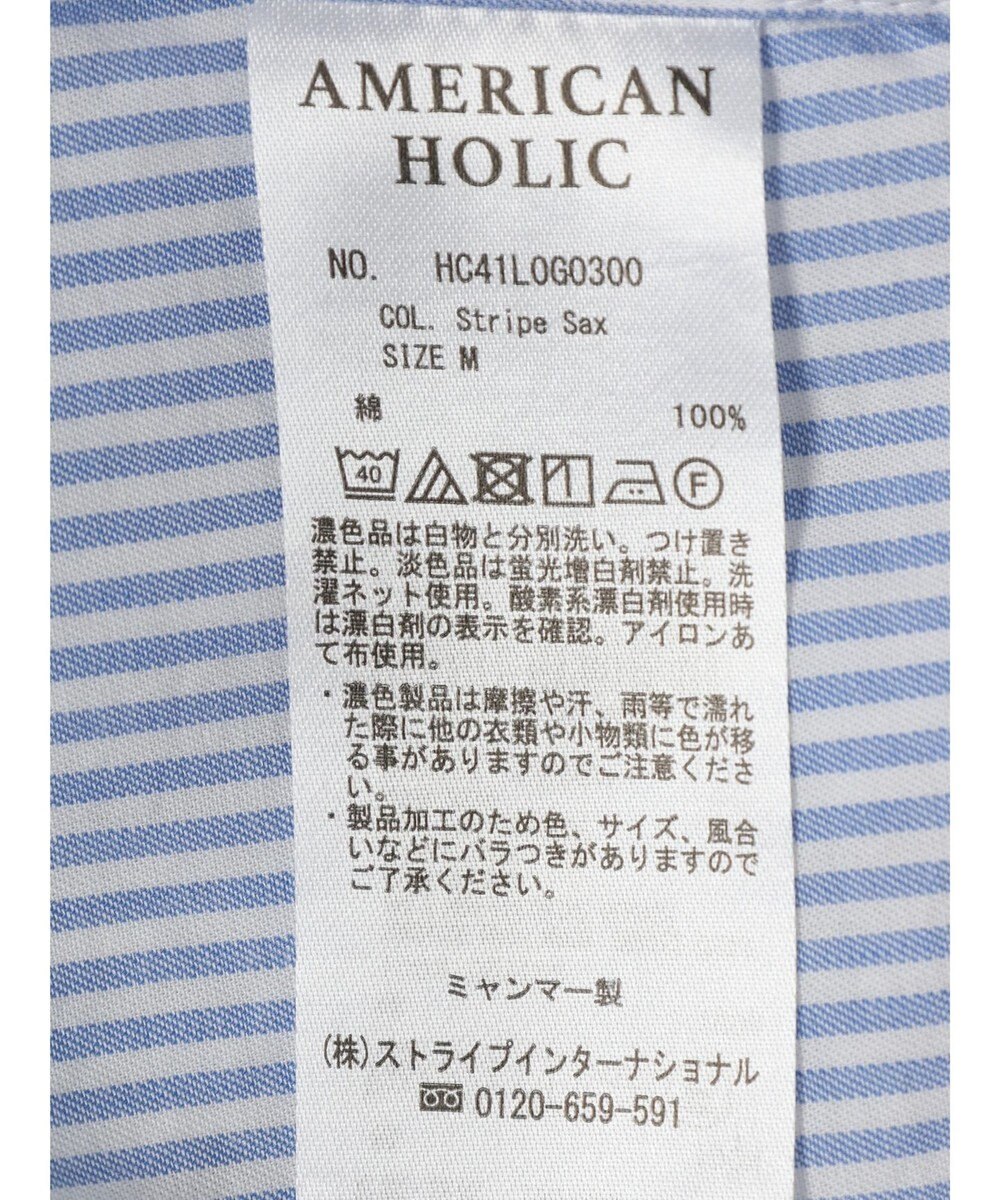 AMERICAN
HOLIC
NO. HC41L0G0300
COL. Stripe Sax
SIZE M
綿 100%
40 F
濃色品は白物と分別洗い。つけ置き
禁止。淡色品は蛍光増白剤禁止。洗
濯ネット使用。酸素系漂白剤使用時
は漂白剤の表示を確認。アイロンあ
て布使用。
・濃色製品は摩擦や汗、雨等で濡れ
た際に他の衣類や小物類に色が移
る事がありますのでご注意くださ
い。
・製品加工のため色、サイズ、風合
いなどにバラつきがありますので
ご了承ください。
ミャンマー製
(株)ストライプインターナショナル
0120-659-591